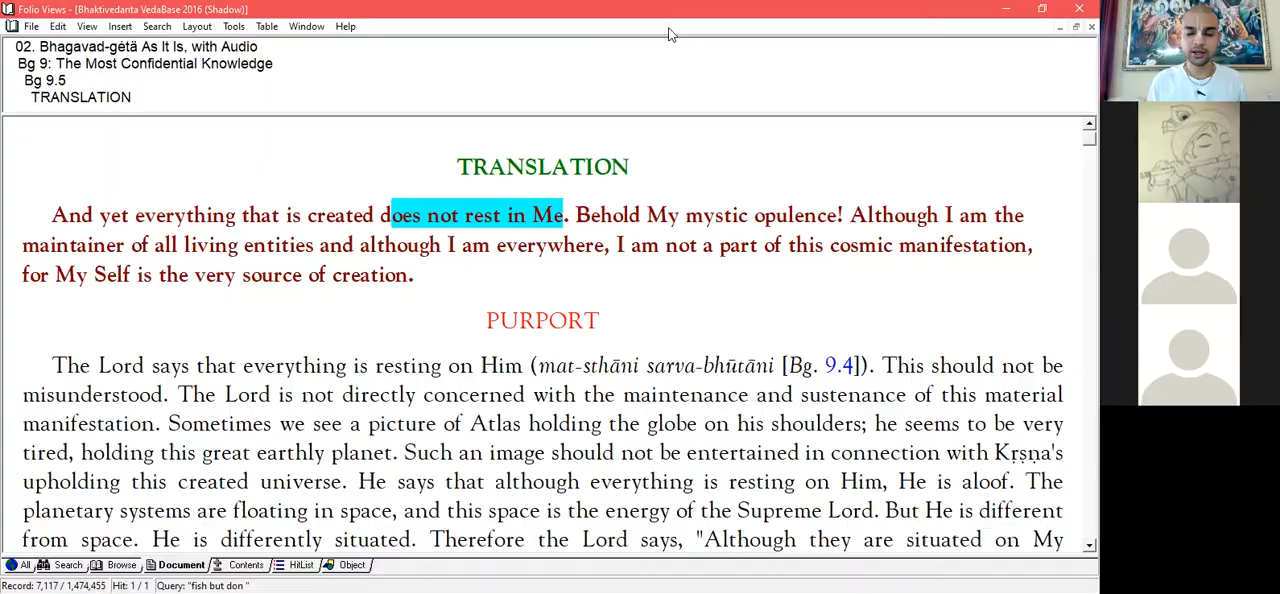 Folio Views - [Bhaktivedanta VedaBase 2016 (Shadow)]
File Edit View Insert Search Layout Tools Table Window Help
02. Bhagavad-gétä As It Is, with Audio
Bg 9: The Most Confidential Knowledge
Bg 9.5
TRANSLATION
TRANSLATION
And yet everything that is created does not rest in Me. Behold My mystic opulence! Although I am the
maintainer of all living entities and although I am everywhere, I am not a part of this cosmic manifestation,
for My Self is the very source of creation.
PURPORT
The Lord says that everything is resting on Him (mat-sthāni sarva-bhūtāni [Bg. 9.4]). This should not be
misunderstood. The Lord is not directly concerned with the maintenance and sustenance of this material
manifestation. Sometimes we see a picture of Atlas holding the globe on his shoulders; he seems to be very
tired, holding this great earthly planet. Such an image should not be entertained in connection with Kṛṣṇa's
upholding this created universe. He says that although everything is resting on Him, He is aloof. The
planetary systems are floating in space, and this space is the energy of the Supreme Lord. But He is different
from space. He is differently situated. Therefore the Lord says, "Although they are situated on My
All Search Browse Document Contents HitList Object
Record: 7,117 / 1,474,455 Hit: 1 / 1 Query: "fish but don "